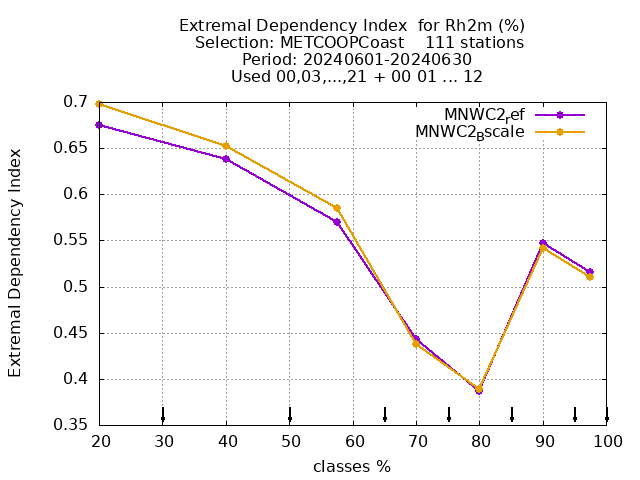 Extremal Dependency Index  for Rh2m (%)
Selection: METCOOPCoast    111 stations
Period: 20240601-20240630
Used 00,03,...,21 + 00 01 ... 12
MNWC2ref
MNWC2Bscale
0.7
0.65
0.6
0.55
0.5
0.45
0.4
0.35
Extremal Dependency Index
20 30 40 50 60 70 80 90 100
classes %